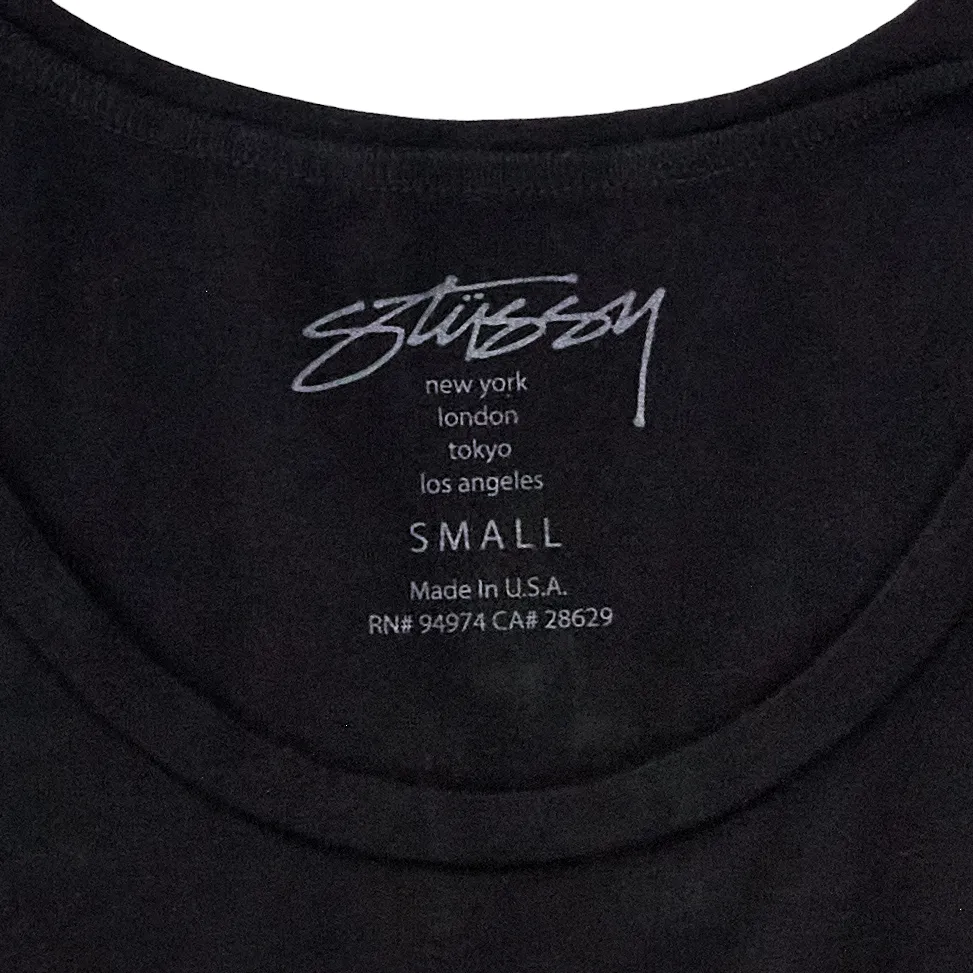 stüssy
new york
london
tokyo
los angeles
SMALL
Made In U.S.A.
RN# 94974 CA# 28629